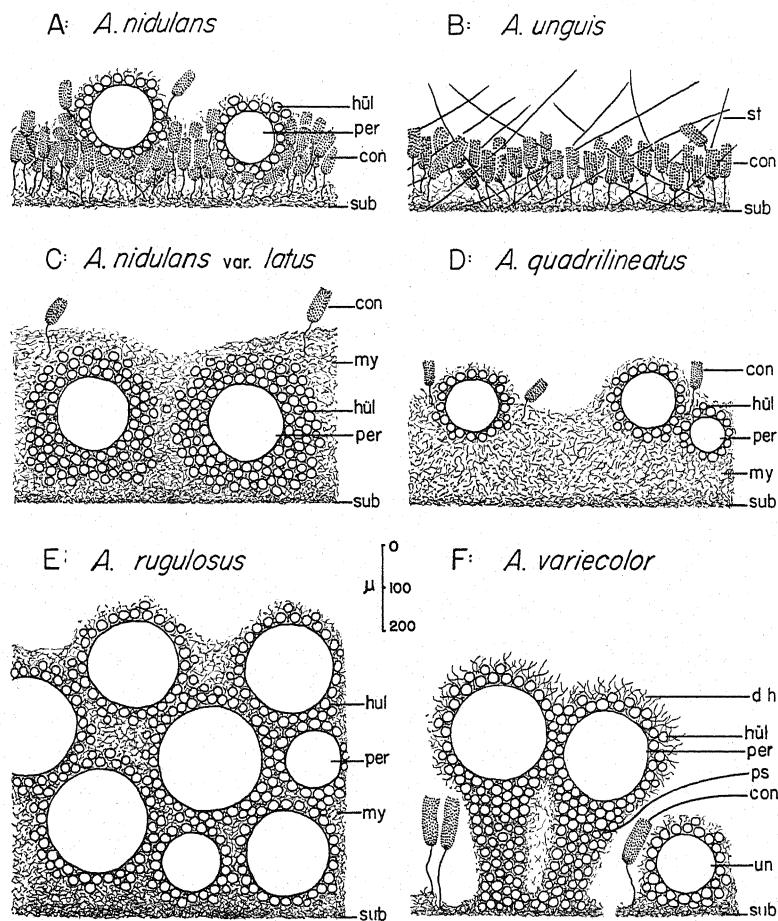 A: A. nidulans
hül
per
con
sub
B: A. unguis
st
con
sub
C: A. nidulans var. latus
con
my
hül
per
sub
D: A. quadrilineatus
con
hül
per
my
sub
E: A. rugulosus
hul
per
my
sub
μ
0
100
200
F: A. variecolor
d h
hül
per
ps
con
un
sub